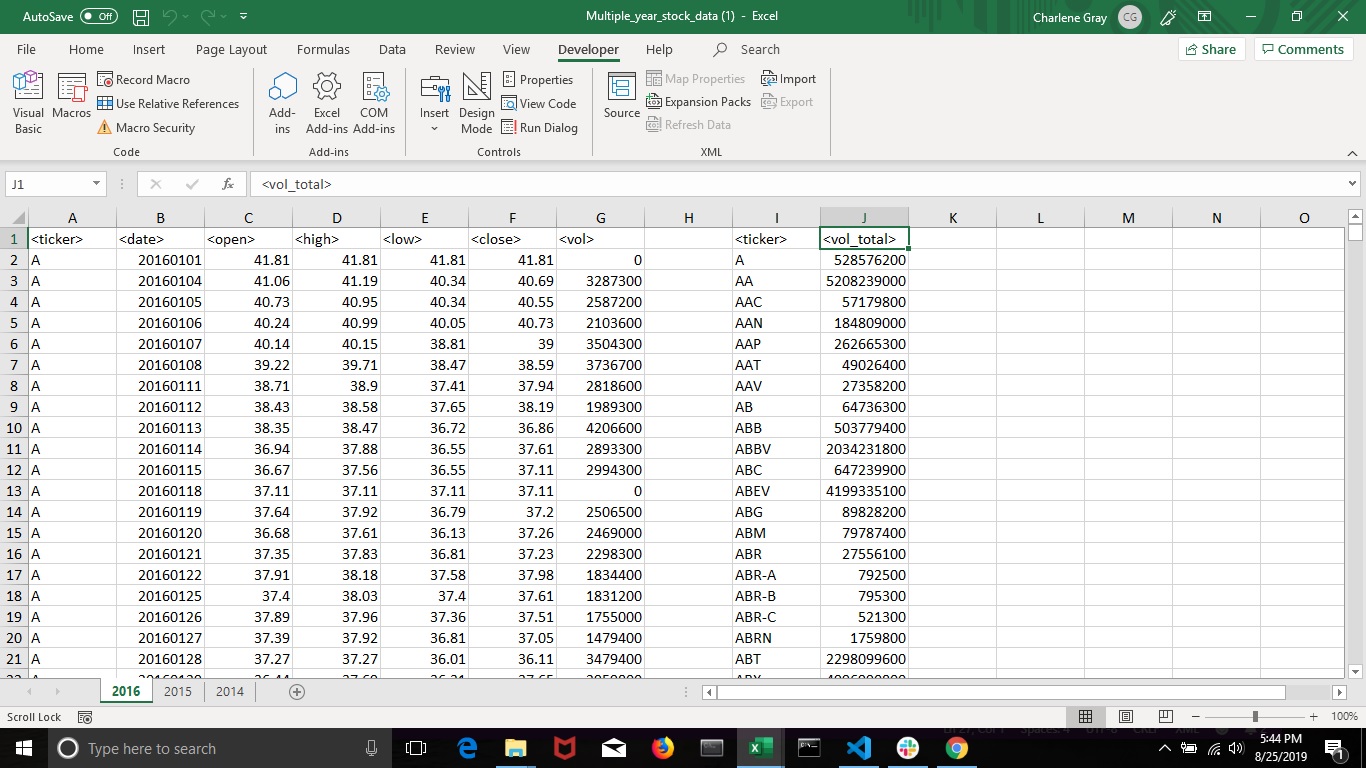 AutoSave Off Multiple_year_stock_data (1) - Excel Charlene Gray CG
File Home Insert Page Layout Formulas Data Review View Developer Help Search Share Comments
Visual Basic Macros Record Macro Use Relative References Macro Security
Add-ins Excel Add-ins COM Add-ins
Insert Design Mode Properties View Code Run Dialog
Source Map Properties Expansion Packs Refresh Data Import Export
Code Add-ins Controls XML
J1 fx <vol_total>
A B C D E F G H I J K L M N O
1 <ticker> <date> <open> <high> <low> <close> <vol> <ticker> <vol_total>
2 A 20160101 41.81 41.81 41.81 41.81 0 A 528576200
3 A 20160104 41.06 41.19 40.34 40.69 3287300 AA 5208239000
4 A 20160105 40.73 40.95 40.34 40.55 2587200 AAC 57179800
5 A 20160106 40.24 40.99 40.05 40.73 2103600 AAN 184809000
6 A 20160107 40.14 40.15 38.81 39 3504300 AAP 262665300
7 A 20160108 39.22 39.71 38.47 38.59 3736700 AAT 49026400
8 A 20160111 38.71 38.9 37.41 37.94 2818600 AAV 27358200
9 A 20160112 38.43 38.58 37.65 38.19 1989300 AB 64736300
10 A 20160113 38.35 38.47 36.72 36.86 4206600 ABB 503779400
11 A 20160114 36.94 37.88 36.55 37.61 2893300 ABBV 2034231800
12 A 20160115 36.67 37.56 36.55 37.11 2994300 ABC 647239900
13 A 20160118 37.11 37.11 37.11 37.11 0 ABEV 4199335100
14 A 20160119 37.64 37.92 36.79 37.2 2506500 ABG 89828200
15 A 20160120 36.68 37.61 36.13 37.26 2469000 ABM 79787400
16 A 20160121 37.35 37.83 36.81 37.23 2298300 ABR 27556100
17 A 20160122 37.91 38.18 37.58 37.98 1834400 ABR-A 792500
18 A 20160125 37.4 38.03 37.4 37.61 1831200 ABR-B 795300
19 A 20160126 37.89 37.96 37.36 37.51 1755000 ABR-C 521300
20 A 20160127 37.39 37.92 36.81 37.05 1479400 ABRN 1759800
21 A 20160128 37.27 37.27 36.01 36.11 3479400 ABT 2298099600
2016 2015 2014
Scroll Lock 100%
Type here to search 5:44 PM
8/25/2019 1